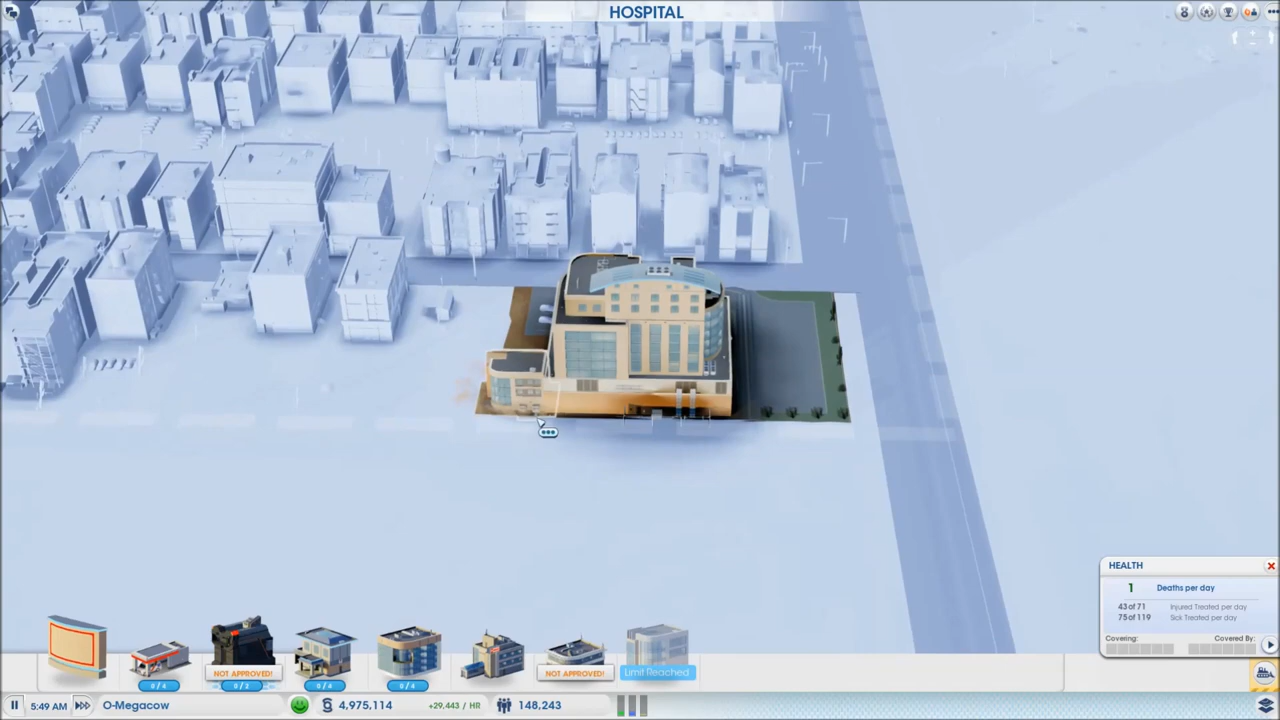 HOSPITAL
HEALTH
1 Deaths per day
43 of 71 Injured Treated per day
75 of 119 Sick Treated per day
Covering: Covered By:
NOT APPROVED! NOT APPROVED! Limit Reached
0 / 4 0 / 2 0 / 4 0 / 4
5:49 AM O-Megacow 4,975,114 +29,443 / HR 148,243